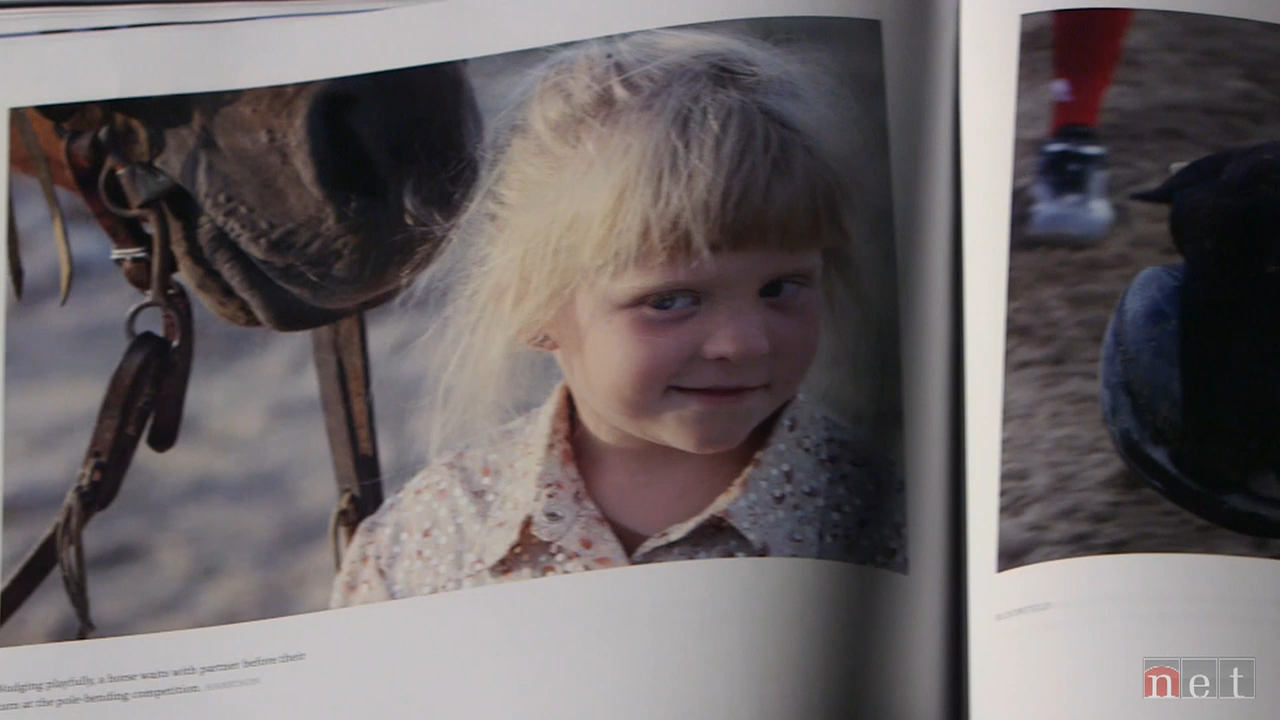 Nudging playfully, a horse waits with partner before their
turn at the pole-bending competition.
net